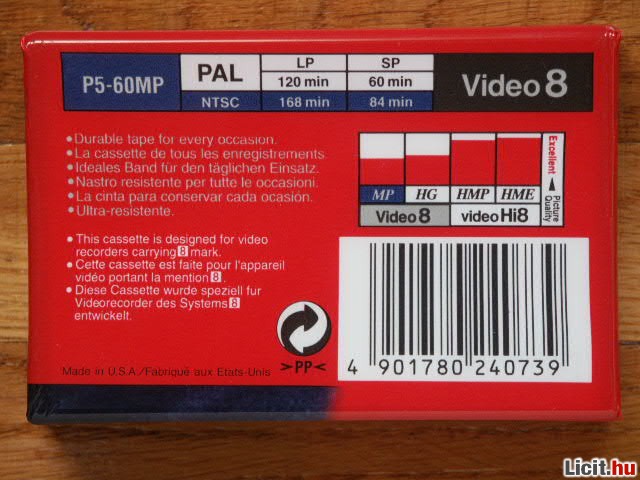 P5-60MP
PAL
NTSC
LP
120 min
168 min
SP
60 min
84 min
Video 8
•Durable tape for every occasion.
•La cassette de tous les enregistrements.
•Ideales Band für den täglichen Einsatz.
•Nastro resistente per tutte le occasioni.
•La cinta para conservar cada ocasión.
•Ultra-resistente.
MP HG HMP HME
Video 8 video Hi8
Excellent
Picture
Quality
• This cassette is designed for video
recorders carrying 8 mark.
• Cette cassette est faite pour l'appareil
vidéo portant la mention 8.
• Diese Cassette wurde speziell fur
Videorecorder des Systems 8
entwickelt.
>PP<
Made in U.S.A./Fabriqué aux Etats-Unis
4 901780 240739
Licit.hu